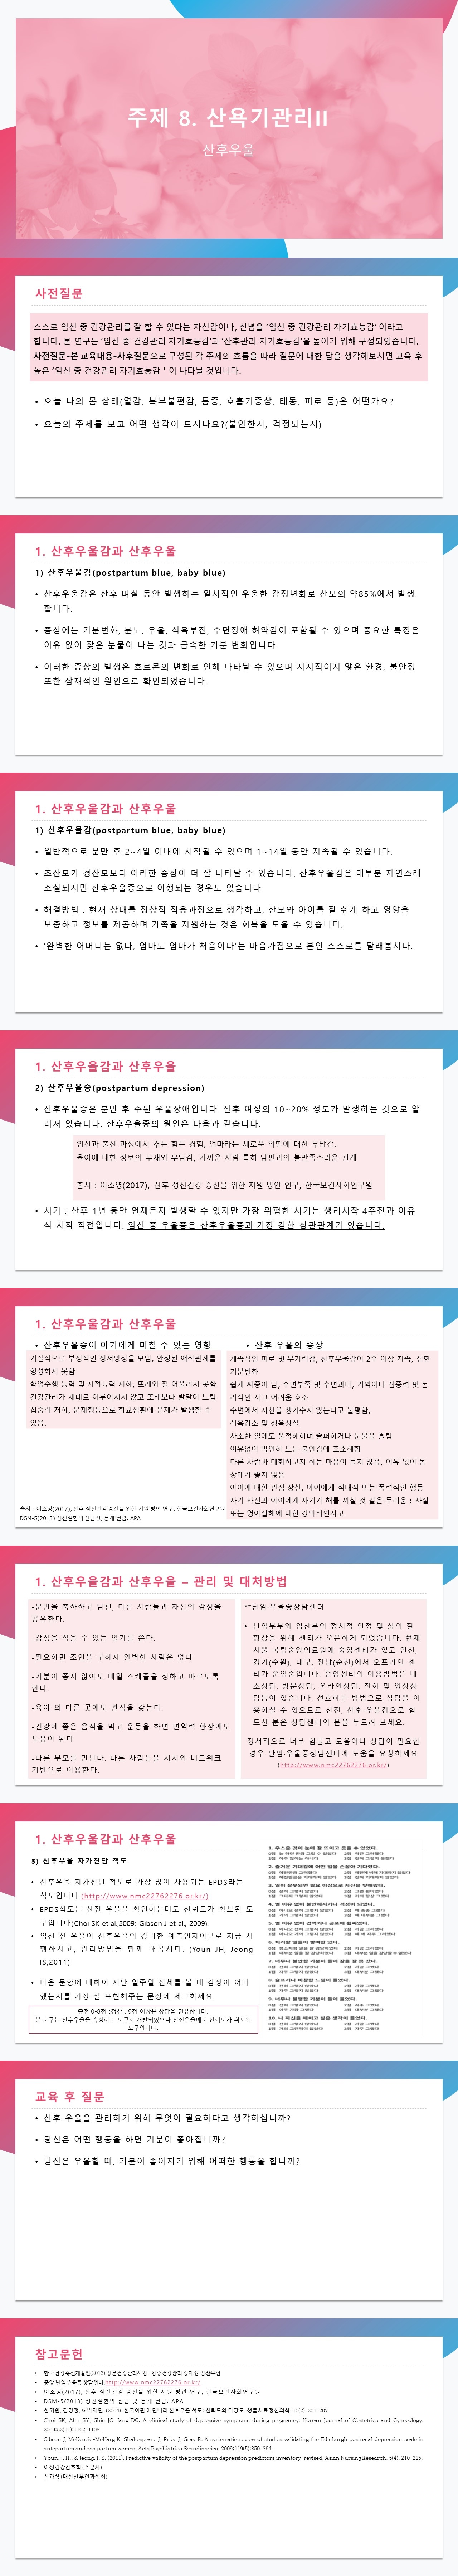 주제 8. 산욕기관리II
산후우울
사전질문
스스로 임신 중 건강관리를 잘 할 수 있다는 자신감이나, 신념을 ‘임신 중 건강관리 자기효능감’ 이라고
합니다. 본 연구는 ‘임신 중 건강관리 자기효능감’과 ‘산후관리 자기효능감’을 높이기 위해 구성되었습니다.
사전질문-본 교육내용-사후질문으로 구성된 각 주제의 흐름을 따라 질문에 대한 답을 생각해보시면 교육 후
높은 ‘임신 중 건강관리 자기효능감 ' 이 나타날 것입니다.
• 오늘 나의 몸 상태(열감, 복부불편감, 통증, 호흡기증상, 태동, 피로 등)은 어떤가요?
• 오늘의 주제를 보고 어떤 생각이 드시나요?(불안한지, 걱정되는지)
1. 산후우울감과 산후우울
1) 산후우울감(postpartum blue, baby blue)
• 산후우울감은 산후 며칠 동안 발생하는 일시적인 우울한 감정변화로 산모의 약85%에서 발생
합니다.
• 증상에는 기분변화, 분노, 우울, 식욕부진, 수면장애 허약감이 포함될 수 있으며 중요한 특징은
이유 없이 잦은 눈물이 나는 것과 급속한 기분 변화입니다.
• 이러한 증상의 발생은 호르몬의 변화로 인해 나타날 수 있으며 지지적이지 않은 환경, 불안정
또한 잠재적인 원인으로 확인되었습니다.
1. 산후우울감과 산후우울
1) 산후우울감(postpartum blue, baby blue)
• 일반적으로 분만 후 2~4일 이내에 시작될 수 있으며 1~14일 동안 지속될 수 있습니다.
• 초산모가 경산모보다 이러한 증상이 더 잘 나타날 수 있습니다. 산후우울감은 대부분 자연스레
소실되지만 산후우울증으로 이행되는 경우도 있습니다.
• 해결방법 : 현재 상태를 정상적 적응과정으로 생각하고, 산모와 아이를 잘 쉬게 하고 영양을
보충하고 정보를 제공하며 가족을 지원하는 것은 회복을 도울 수 있습니다.
• ‘완벽한 어머니는 없다, 엄마도 엄마가 처음이다’는 마음가짐으로 본인 스스로를 달래봅시다.
1. 산후우울감과 산후우울
2) 산후우울증(postpartum depression)
• 산후우울증은 분만 후 주된 우울장애입니다. 산후 여성의 10~20% 정도가 발생하는 것으로 알
려져 있습니다. 산후우울증의 원인은 다음과 같습니다.
임신과 출산 과정에서 겪는 힘든 경험, 엄마라는 새로운 역할에 대한 부담감,
육아에 대한 정보의 부재와 부담감, 가까운 사람 특히 남편과의 불만족스러운 관계
출처 : 이소영(2017), 산후 정신건강 증신을 위한 지원 방안 연구, 한국보건사회연구원
• 시기 : 산후 1년 동안 언제든지 발생할 수 있지만 가장 위험한 시기는 생리시작 4주전과 이유
식 시작 직전입니다. 임신 중 우울증은 산후우울증과 가장 강한 상관관계가 있습니다.
1. 산후우울감과 산후우울
• 산후우울증이 아기에게 미칠 수 있는 영향
기질적으로 부정적인 정서양상을 보임, 안정된 애착관계를
형성하지 못함
학업수행 능력 및 지적능력 저하, 또래와 잘 어울리지 못함
건강관리가 제대로 이루어지지 않고 또래보다 발달이 느림
집중력 저하, 문제행동으로 학교생활에 문제가 발생할 수
있음.
• 산후 우울의 증상
계속적인 피로 및 무기력감, 산후우울감이 2주 이상 지속, 심한
기분변화
쉽게 짜증이 남, 수면부족 및 수면과다, 기억이나 집중력 및 논
리적인 사고 어려움 호소
주변에서 자신을 챙겨주지 않는다고 불평함,
식욕감소 및 성욕상실
사소한 일에도 울적해하며 슬퍼하거나 눈물을 흘림
이유없이 막연히 드는 불안감에 초조해함
다른 사람과 대화하고자 하는 마음이 들지 않음, 이유 없이 몸
상태가 좋지 않음
아이에 대한 관심 상실, 아이에게 적대적 또는 폭력적인 행동
자기 자신과 아이에게 자기가 해를 끼칠 것 같은 두려움 : 자살
또는 영아살해에 대한 강박적인사고
출처 : 이소영(2017), 산후 정신건강 증신을 위한 지원 방안 연구, 한국보건사회연구원
DSM-5(2013) 정신질환의 진단 및 통계 편람. APA
1. 산후우울감과 산후우울 – 관리 및 대처방법
-분만을 축하하고 남편, 다른 사람들과 자신의 감정을
공유한다.
-감정을 적을 수 있는 일기를 쓴다.
-필요하면 조언을 구하자 완벽한 사람은 없다
-기분이 좋지 않아도 매일 스케줄을 정하고 따르도록
한다.
-육아 외 다른 곳에도 관심을 갖는다.
-건강에 좋은 음식을 먹고 운동을 하면 면역력 향상에도
도움이 된다
-다른 부모를 만난다. 다른 사람들을 지지와 네트워크
기반으로 이용한다.
**난임·우울증상담센터
• 난임부부와 임산부의 정서적 안정 및 삶의 질
향상을 위해 센터가 오픈하게 되었습니다. 현재
서울 국립중앙의료원에 중앙센터가 있고 인천,
경기(수원), 대구, 전남(순천)에서 오프라인 센
터가 운영중입니다. 중앙센터의 이용방법은 내
소상담, 방문상담, 온라인상담, 전화 및 영상상
담등이 있습니다. 선호하는 방법으로 상담을 이
용하실 수 있으므로 산전, 산후 우울감으로 힘
드신 분은 상담센터의 문을 두드려 보세요.
정서적으로 너무 힘들고 도움이나 상담이 필요한
경우 난임·우울증상담센터에 도움을 요청하세요
(http://www.nmc22762276.or.kr/)
1. 산후우울감과 산후우울
3) 산후우울 자가진단 척도
• 산후우울 자가진단 척도로 가장 많이 사용되는 EPDS라는
척도입니다.(http://www.nmc22762276.or.kr/)
• EPDS척도는 산전 우울을 확인하는데도 신뢰도가 확보된 도
구입니다(Choi SK et al,2009; Gibson J et al., 2009).
• 임신 전 우울이 산후우울의 강력한 예측인자이므로 지금 시
행하시고, 관리방법을 함께 해봅시다. (Youn JH, Jeong
IS,2011)
• 다음 문항에 대하여 지난 일주일 전체를 볼 때 감정이 어떠
했는지를 가장 잘 표현해주는 문장에 체크하세요
총점 0-8점 :정상 , 9점 이상은 상담을 권유합니다.
본 도구는 산후우울을 측정하는 도구로 개발되었으나 산전우울에도 신뢰도가 확보된
도구입니다.
1. 우스운 것이 눈에 잘 뜨이고 웃을 수 있었다.
2. 즐거운 기대감에 어떤 일을 손꼽아 기다렸다.
3. 일이 잘못되면 필요 이상으로 자신을 탓해왔다.
4. 별 이유 없이 불안해지거나 걱정이 되었다.
5. 별 이유 없이 겁먹거나 공포에 휩싸였다.
6. 처리할 일들이 쌓여만 있다.
7. 너무나 불안한 기분이 들어 잠을 잘 못 잤다.
8. 슬프거나 비참한 느낌이 들었다.
9. 너무나 불행한 기분이 들어 울었다.
10. 나 자신을 해치고 싶은 생각이 들었다.
교육 후 질문
• 산후 우울을 관리하기 위해 무엇이 필요하다고 생각하십니까?
• 당신은 어떤 행동을 하면 기분이 좋아집니까?
• 당신은 우울할 때, 기분이 좋아지기 위해 어떠한 행동을 합니까?
참고문헌
• 한국건강증진개발원(2013) 방문건강관리사업- 집중건강관리 중재집 임산부편
• 중앙 난임우울증 상담센터.http://www.nmc22762276.or.kr/
• 이소영(2017), 산후 정신건강 증신을 위한 지원 방안 연구, 한국보건사회연구원
• DSM-5(2013) 정신질환의 진단 및 통계 편람. APA
• 한귀원, 김명정, & 박제민. (2004). 한국어판 에딘버러 산후우울 척도: 신뢰도와 타당도. 생물치료정신의학, 10(2), 201-207.
• Choi SK, Ahn SY, Shin JC, Jang DG. A clinical study of depressive symptoms during pregnancy. Korean Journal of Obstetrics and Gynecology.
2009;52(11):1102-1108.
• Gibson J, McKenzie-McHarg K, Shakespeare J, Price J, Gray R. A systematic review of studies validating the Edinburgh postnatal depression scale in
antepartum and postpartum women. Acta Psychiatrica Scandinavica. 2009;119(5):350-364.
• Youn, J. H., & Jeong, I. S. (2011). Predictive validity of the postpartum depression predictors inventory-revised. Asian Nursing Research, 5(4), 210-215.
• 여성건강간호학 (수문사)
• 산과학 (대한산부인과학회)